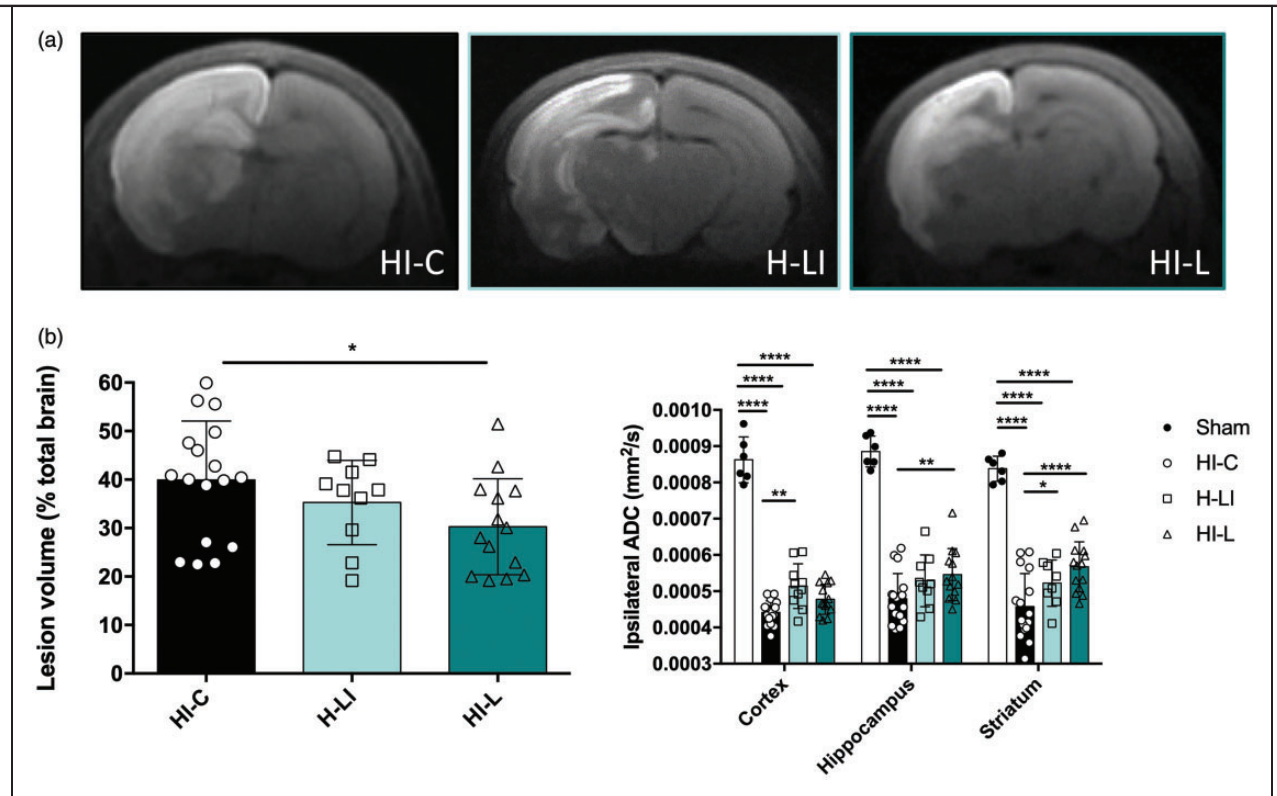 (a)
HI-C
H-LI
HI-L
(b)
*
Lesion volume (% total brain)
60
50
40
30
20
10
0
HI-C
H-LI
HI-L
Ipsilateral ADC (mm²/s)
0.0010
0.0009
0.0008
0.0006
0.0005
0.0004
0.0003
****
****
****
**
****
****
****
**
****
****
****
****
*
Cortex
Hippocampus
Striatum
Sham
HI-C
H-LI
HI-L